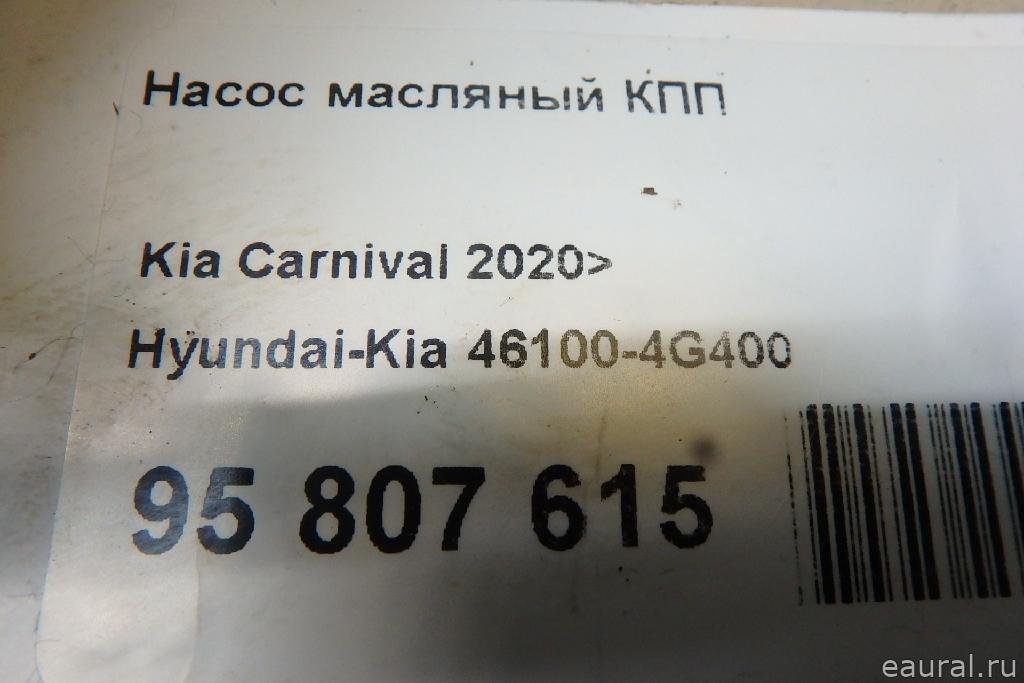 Насос масляный КПП
Kia Carnival 2020>
Hyundai-Kia 46100-4G400
95 807 615
eaural.ru